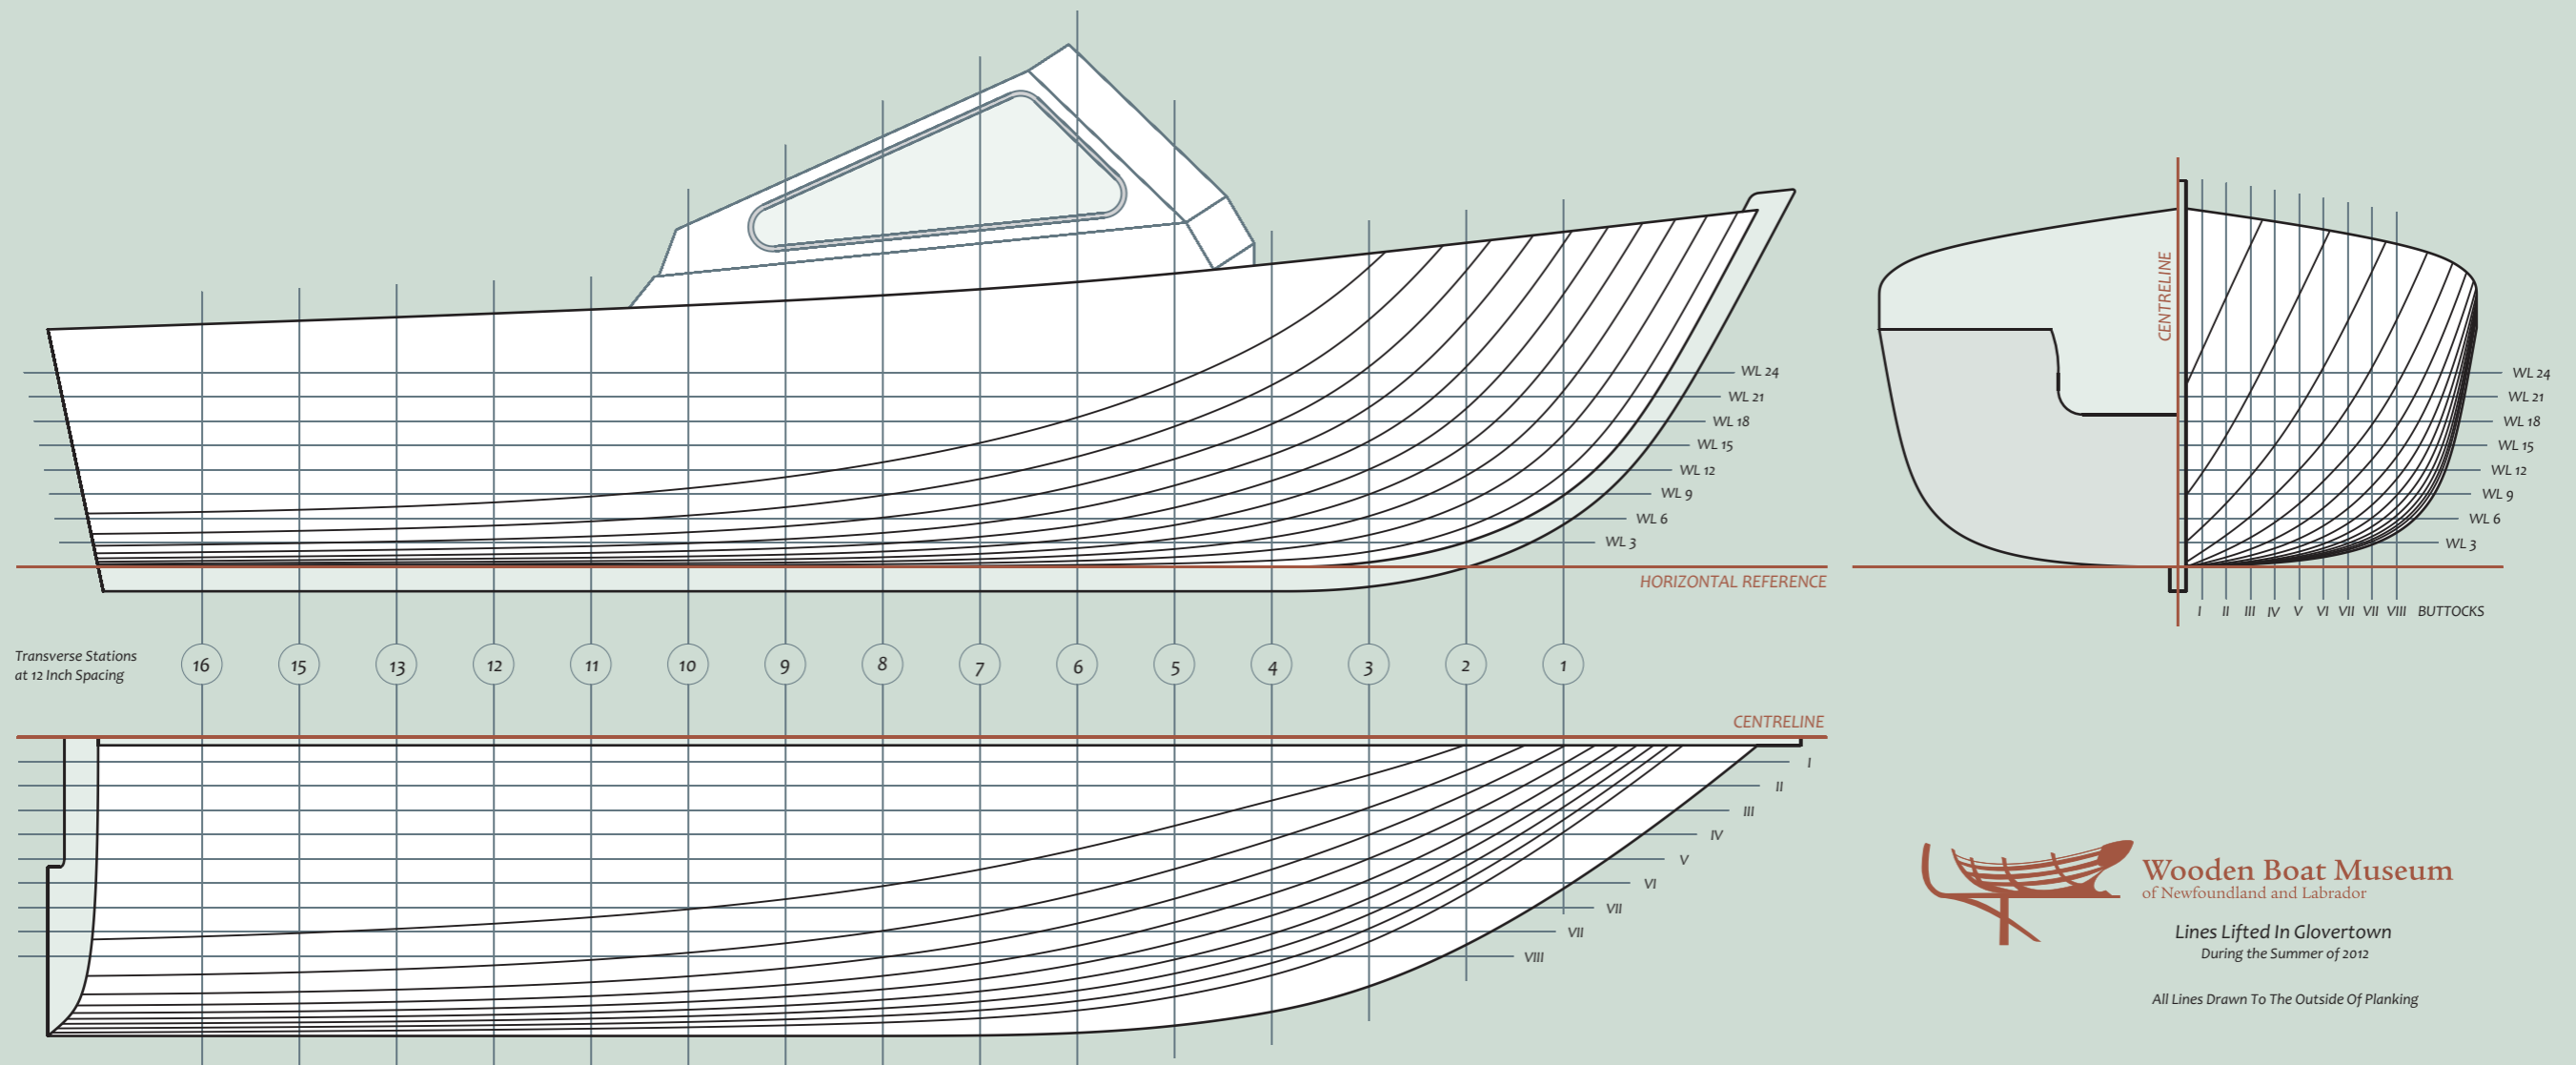 WL 24
WL 21
WL 18
WL 15
WL 12
WL 9
WL 6
WL 3
HORIZONTAL REFERENCE
CENTRELINE
WL 24
WL 21
WL 18
WL 15
WL 12
WL 9
WL 6
WL 3
I II III IV V VI VII VII VIII BUTTOCKS
Transverse Stations
at 12 Inch Spacing
16 15 13 12 11 10 9 8 7 6 5 4 3 2 1
CENTRELINE
I
II
III
IV
V
VI
VII
VII
VIII
Wooden Boat Museum
of Newfoundland and Labrador
Lines Lifted In Glovertown
During the Summer of 2012
All Lines Drawn To The Outside Of Planking